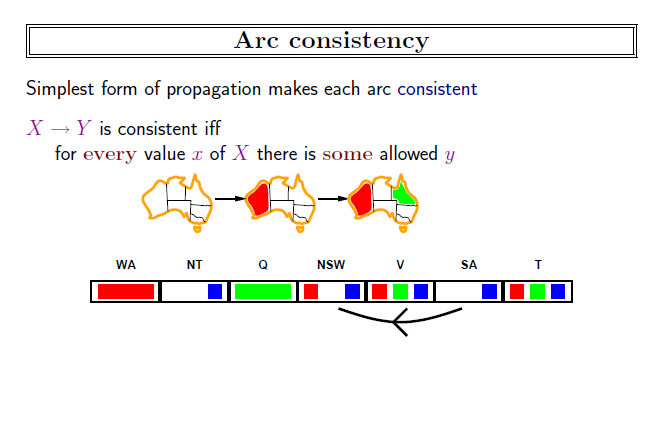 Arc consistency
Simplest form of propagation makes each arc consistent
X → Y is consistent iff
for every value x of X there is some allowed y
WA NT Q NSW V SA T